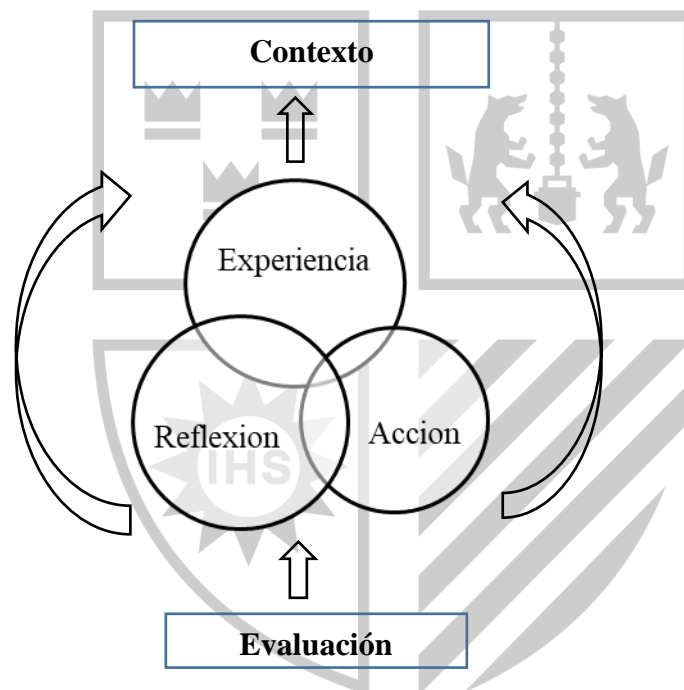 Contexto
Experiencia
Reflexion
Accion
IHS
Evaluación